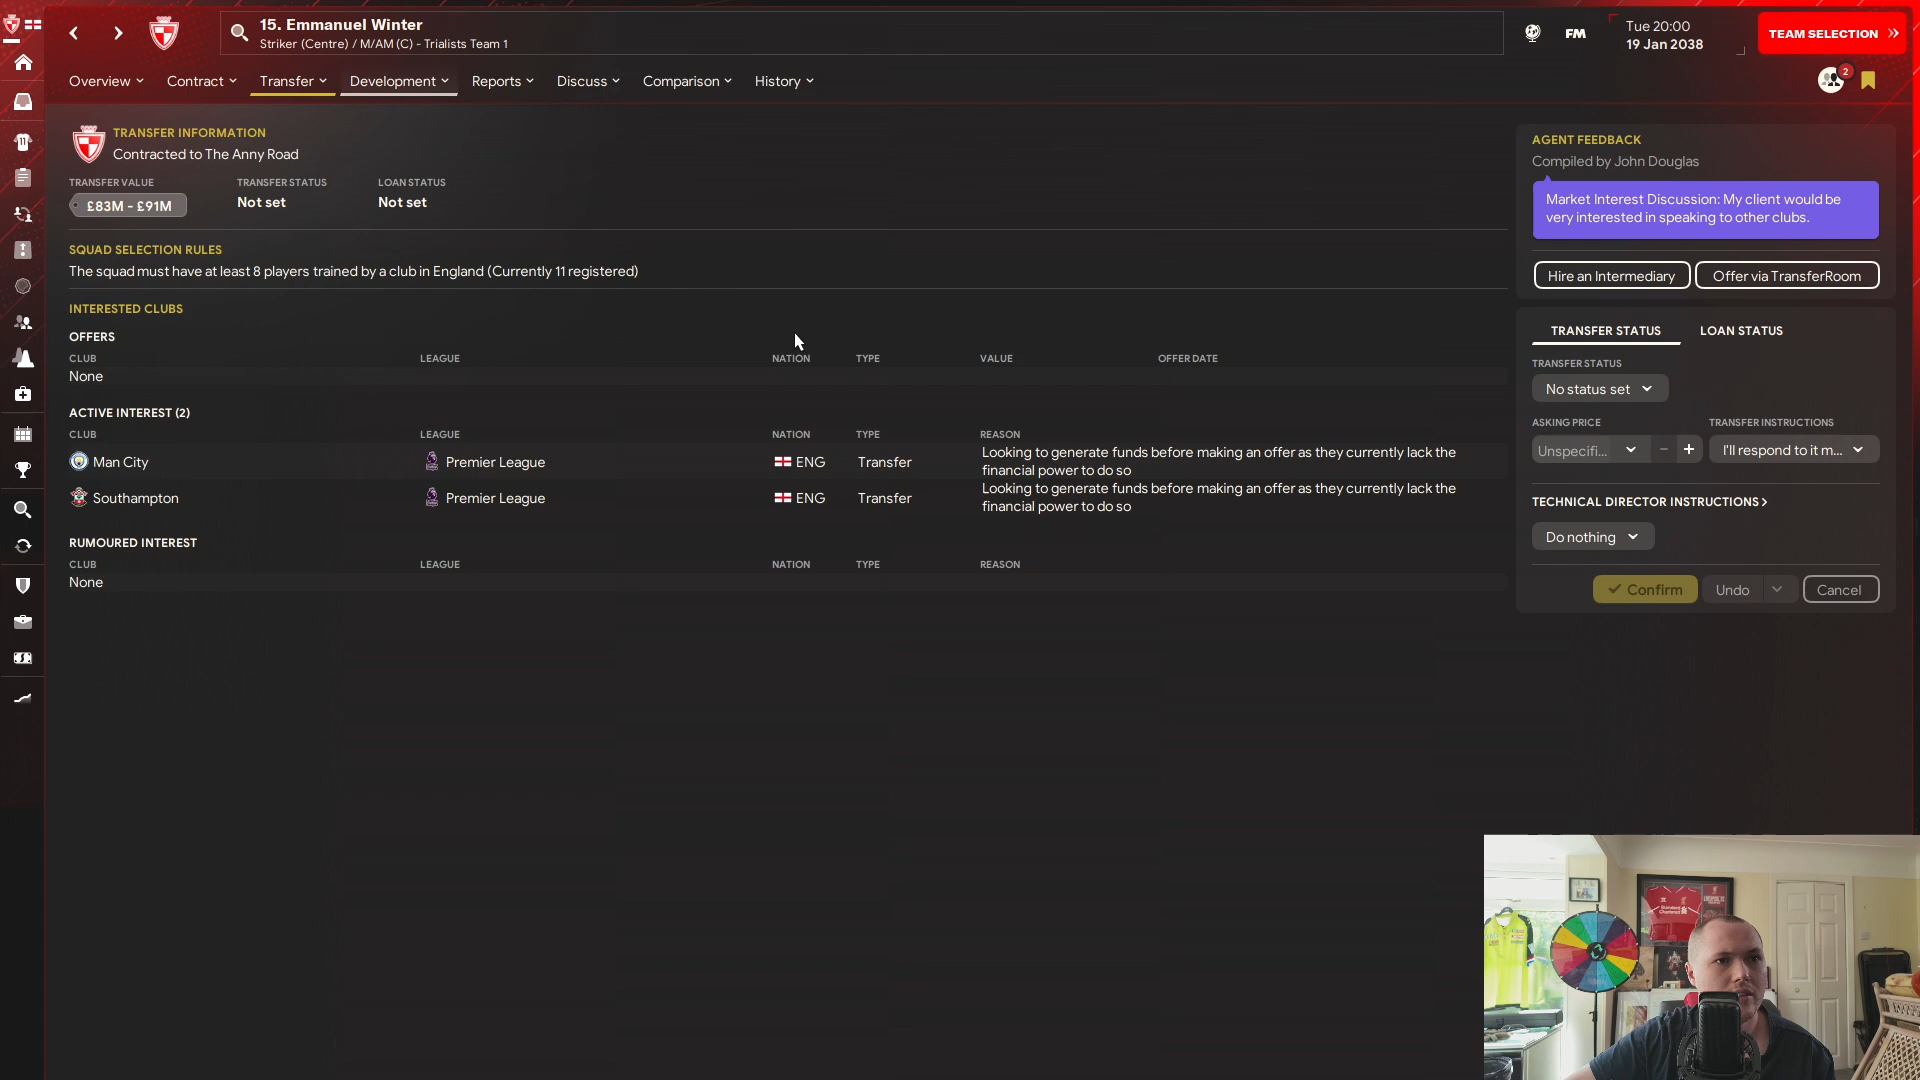 15. Emmanuel Winter
Striker (Centre) / M/AM (C) - Trialists Team 1
FM
Tue 20:00
19 Jan 2038
TEAM SELECTION
Overview
Contract
Transfer
Development
Reports
Discuss
Comparison
History
2
TRANSFER INFORMATION
Contracted to The Anny Road
TRANSFER VALUE
TRANSFER STATUS
LOAN STATUS
£83M - £91M
Not set
Not set
SQUAD SELECTION RULES
The squad must have at least 8 players trained by a club in England (Currently 11 registered)
INTERESTED CLUBS
OFFERS
CLUB LEAGUE NATION TYPE VALUE OFFER DATE
None
ACTIVE INTEREST (2)
CLUB LEAGUE NATION TYPE REASON
Man City Premier League ENG Transfer Looking to generate funds before making an offer as they currently lack the
financial power to do so
Southampton Premier League ENG Transfer Looking to generate funds before making an offer as they currently lack the
financial power to do so
RUMOURED INTEREST
CLUB LEAGUE NATION TYPE REASON
None
AGENT FEEDBACK
Compiled by John Douglas
Market Interest Discussion: My client would be
very interested in speaking to other clubs.
Hire an Intermediary
Offer via TransferRoom
TRANSFER STATUS
LOAN STATUS
TRANSFER STATUS
No status set
ASKING PRICE
TRANSFER INSTRUCTIONS
Unspecifi...
I'll respond to it m...
TECHNICAL DIRECTOR INSTRUCTIONS >
Do nothing
Confirm
Undo
Cancel